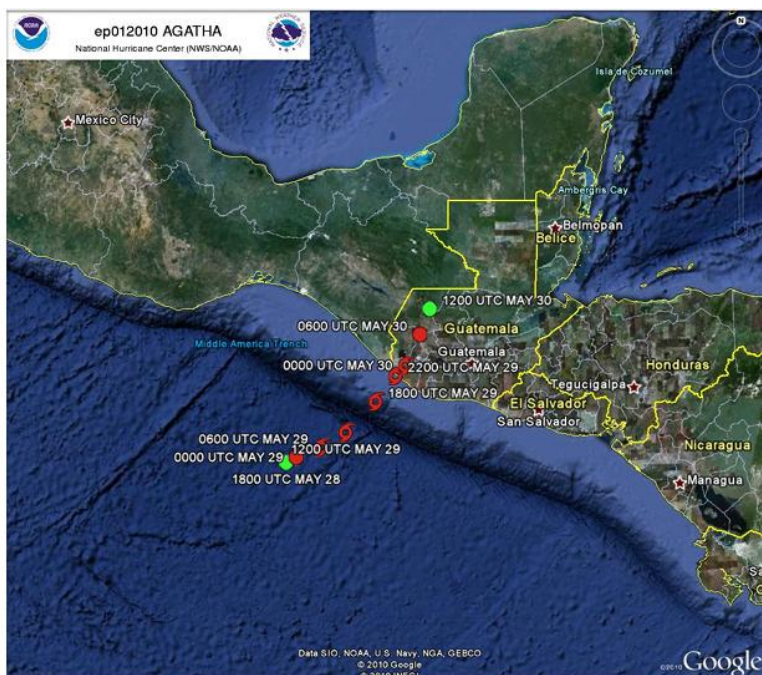 ep012010 AGATHA
National Hurricane Center (NWS/NOAA)
N
Isla de Cozumel
Mexico City
Ambergris Cay
Belmopan
Belice
1200 UTC MAY 30
0600 UTC MAY 30
Guatemala
Middle America Trench
Guatemala
0000 UTC MAY 30
2200 UTC MAY 29
Honduras
Tegucigalpa
1800 UTC MAY 29
El Salvador
San Salvador
0600 UTC MAY 29
1200 UTC MAY 29
Nicaragua
0000 UTC MAY 29
1800 UTC MAY 28
Managua
Data SIO, NOAA, U.S. Navy, NGA, GEBCO
© 2010 Google
©2010 Google